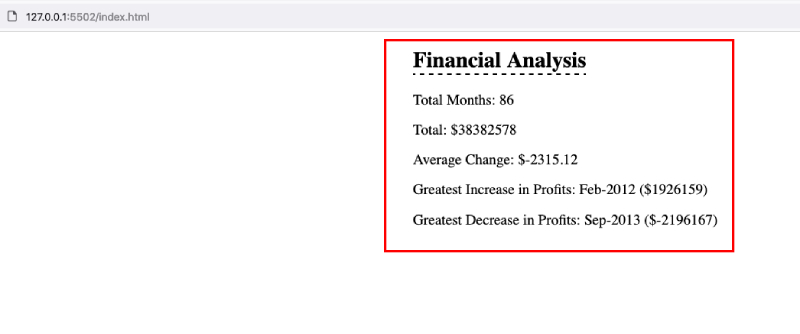 127.0.0.1:5502/index.html
Financial Analysis
Total Months: 86
Total: $38382578
Average Change: $-2315.12
Greatest Increase in Profits: Feb-2012 ($1926159)
Greatest Decrease in Profits: Sep-2013 ($-2196167)